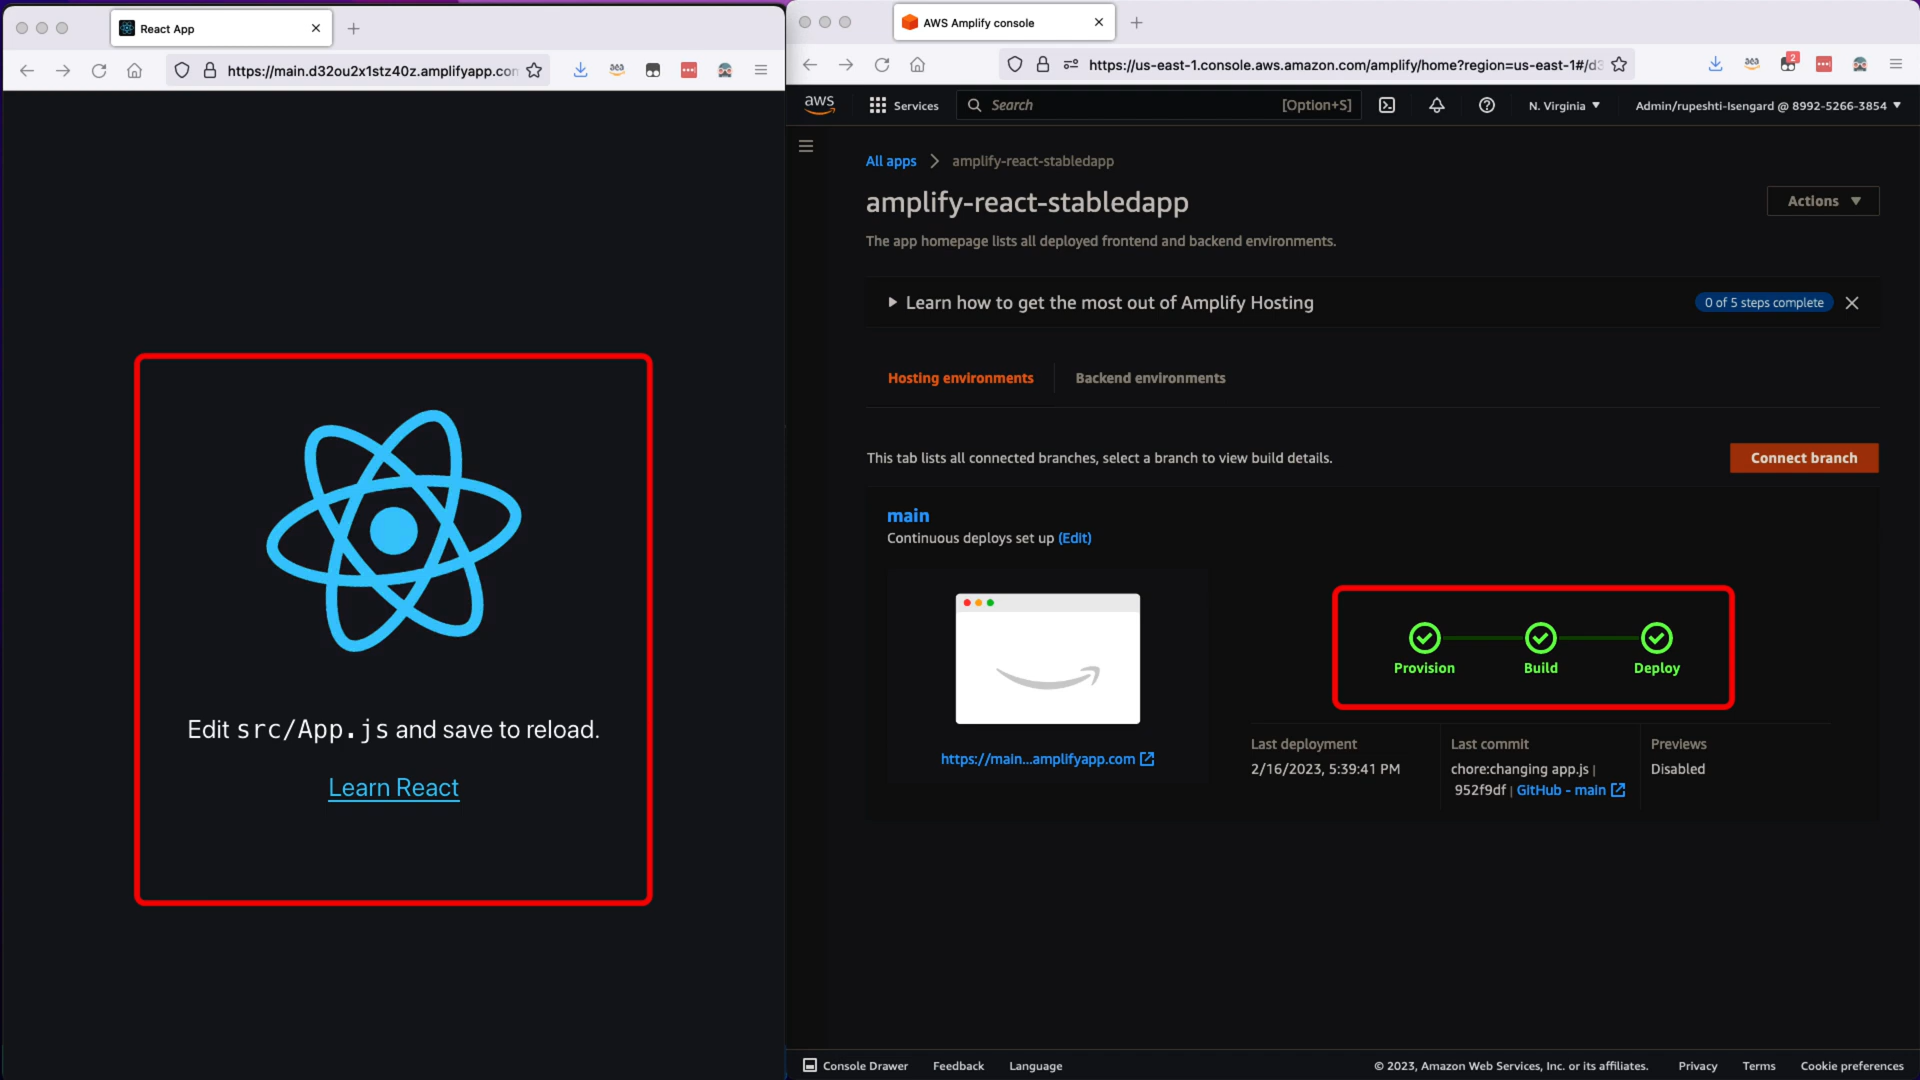 React App
https://main.d32ou2x1stz40z.amplifyapp.con
Edit src/App.js and save to reload.
Learn React
AWS Amplify console
https://us-east-1.console.aws.amazon.com/amplify/home?region=us-east-1#/d3
2
aws
Services
Search
[Option+S]
N. Virginia
Admin/rupeshti-Isengard @ 8992-5266-3854
All apps
amplify-react-stabledapp
amplify-react-stabledapp
Actions
The app homepage lists all deployed frontend and backend environments.
Learn how to get the most out of Amplify Hosting
0 of 5 steps complete
Hosting environments
Backend environments
This tab lists all connected branches, select a branch to view build details.
Connect branch
main
Continuous deploys set up (Edit)
https://main...amplifyapp.com
Provision
Build
Deploy
Last deployment
2/16/2023, 5:39:41 PM
Last commit
chore:changing app.js |
952f9df | GitHub - main
Previews
Disabled
Console Drawer
Feedback
Language
© 2023, Amazon Web Services, Inc. or its affiliates.
Privacy
Terms
Cookie preferences